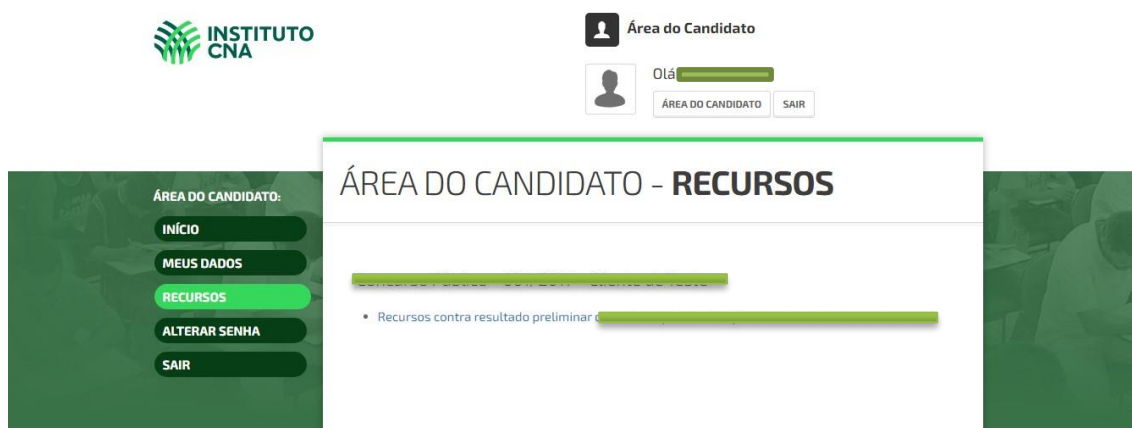 INSTITUTO
CNA
Área do Candidato
Olá
ÁREA DO CANDIDATO SAIR
ÁREA DO CANDIDATO - RECURSOS
ÁREA DO CANDIDATO:
INÍCIO
MEUS DADOS
RECURSOS
ALTERAR SENHA
SAIR
Recursos contra resultado preliminar